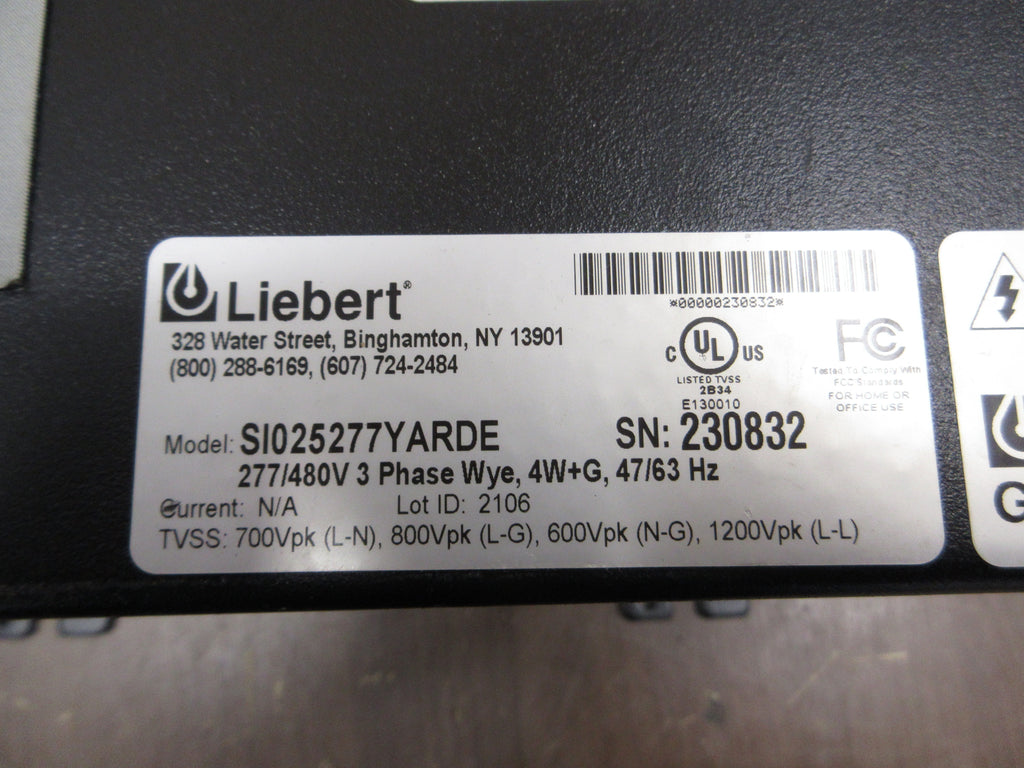 Liebert®
328 Water Street, Binghamton, NY 13901
(800) 288-6169, (607) 724-2484
*00000230832*
C UL US
LISTED TVSS
2B34
E130010
FC
Tested To Comply With
FCC Standards
FOR HOME OR
OFFICE USE
Model: SI025277YARDE
SN: 230832
277/480V 3 Phase Wye, 4W+G, 47/63 Hz
Current: N/A Lot ID: 2106
TVSS: 700Vpk (L-N), 800Vpk (L-G), 600Vpk (N-G), 1200Vpk (L-L)
G